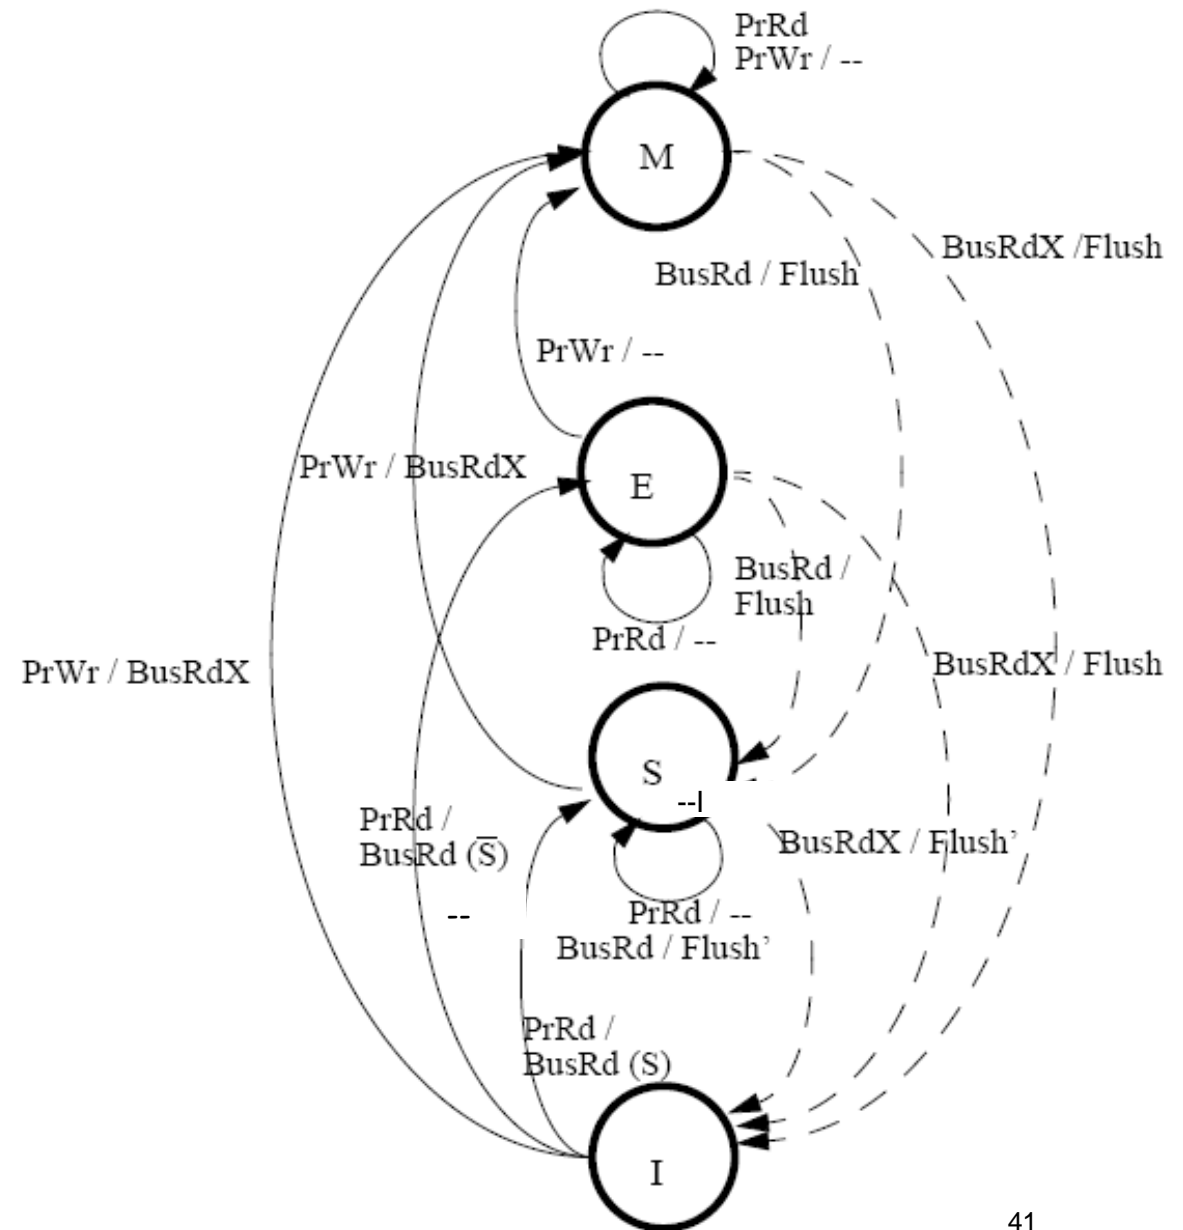 PrRd
PrWr / --
M
BusRdX /Flush
BusRd / Flush
PrWr / --
PrWr / BusRdX
E
BusRd /
Flush
PrRd / --
BusRdX / Flush
PrWr / BusRdX
S
--I
PrRd /
BusRd (S̅)
BusRdX / Flush’
--
PrRd / --
BusRd / Flush’
PrRd /
BusRd (S)
I
41